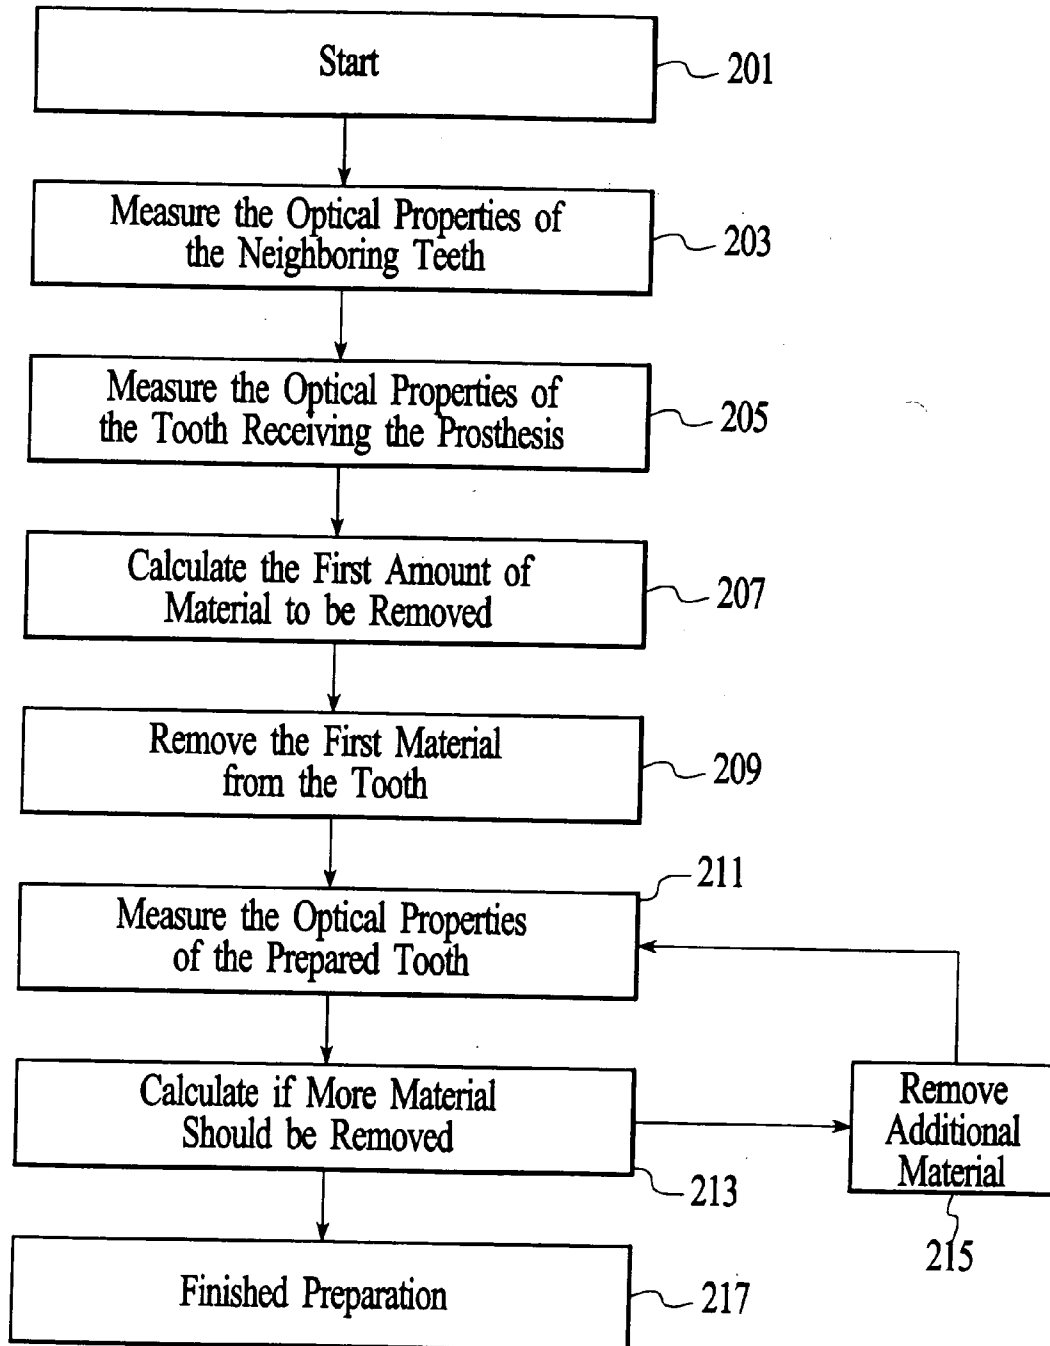 Start
201
Measure the Optical Properties of
the Neighboring Teeth
203
Measure the Optical Properties of
the Tooth Receiving the Prosthesis
205
Calculate the First Amount of
Material to be Removed
207
Remove the First Material
from the Tooth
209
211
Measure the Optical Properties
of the Prepared Tooth
Calculate if More Material
Should be Removed
213
Remove
Additional
Material
215
Finished Preparation
217